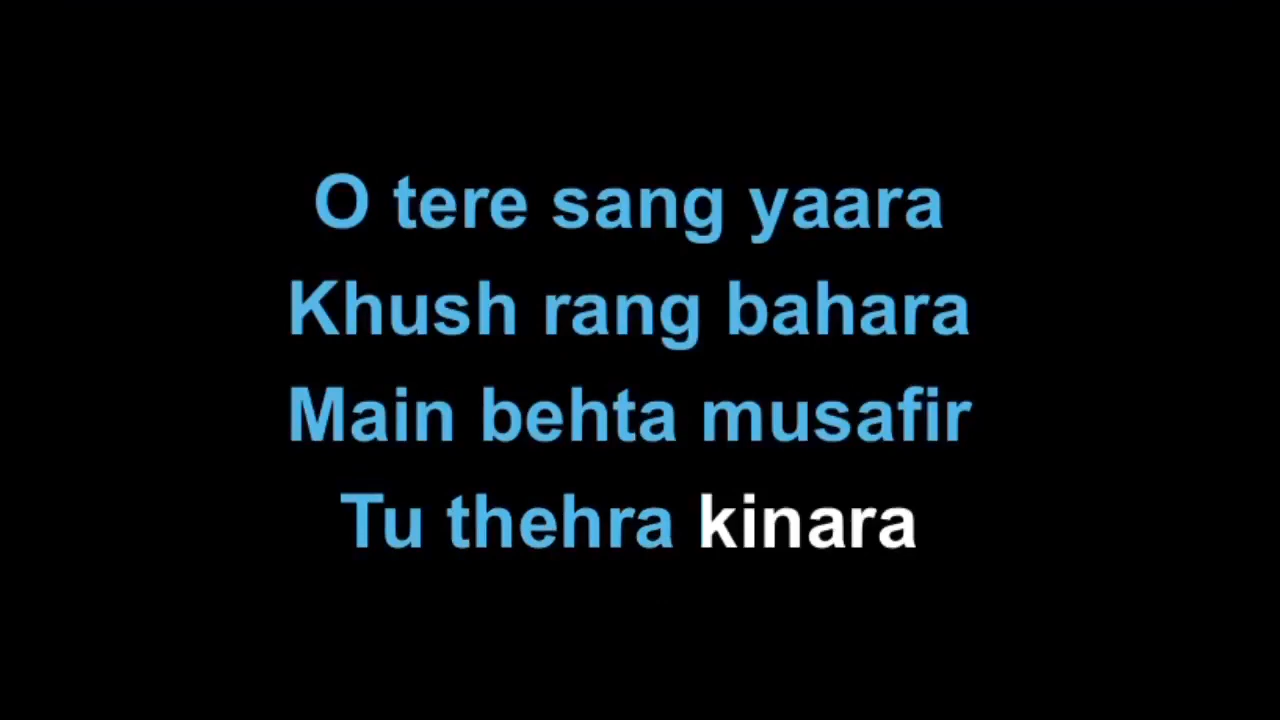 O tere sang yaara
Khush rang bahara
Main behta musafir
Tu thehra kinara